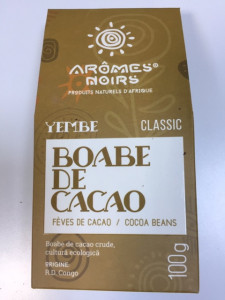 ARÔMES®
NOIRS
PRODUITS NATURELS D'AFRIQUE
YEMBE
CLASSIC
BOABE
DE
CACAO
FÈVES DE CACAO / COCOA BEANS
Boabe de cacao crude,
cultură ecologică
ORIGINE:
R.D. Congo
100g